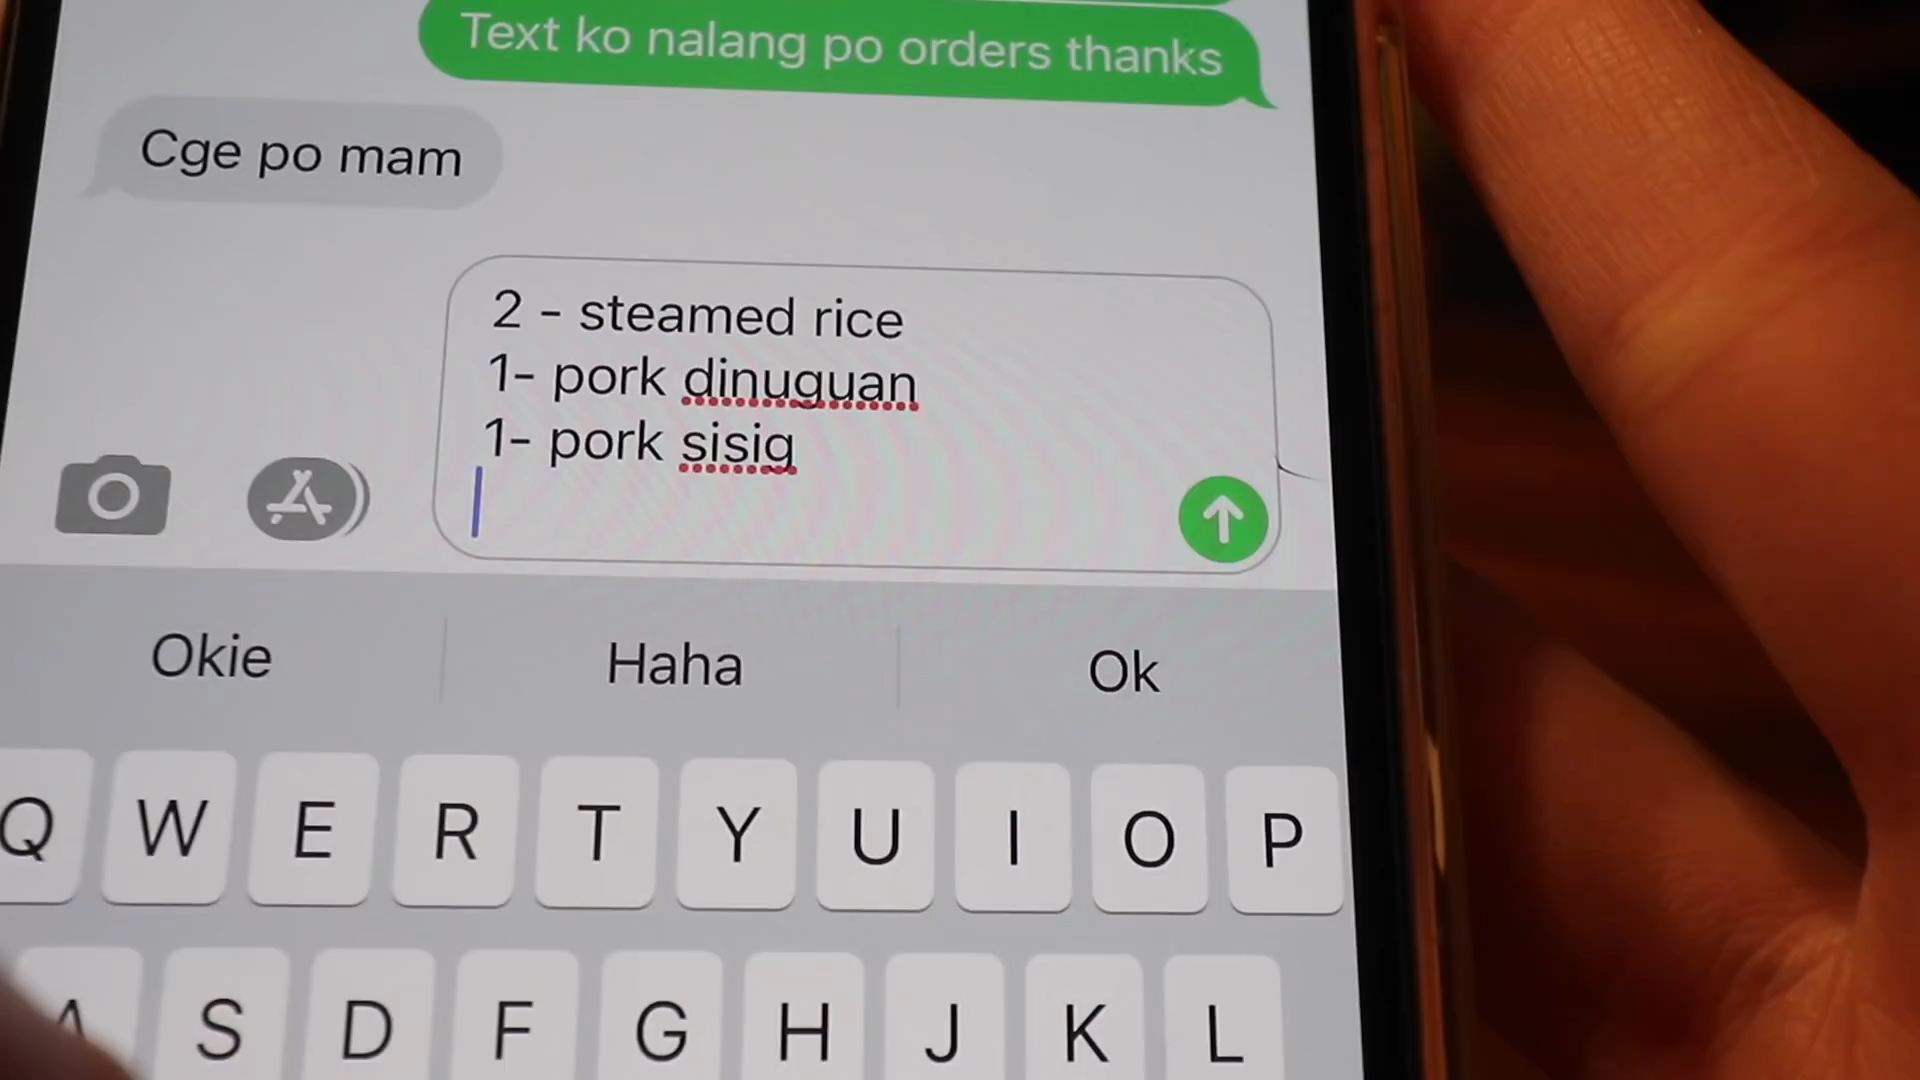 Text ko nalang po orders thanks
Cge po mam
2 - steamed rice
1- pork dinuguan
1- pork sisig
Okie Haha Ok
Q W E R T Y U I O P
A S D F G H J K L